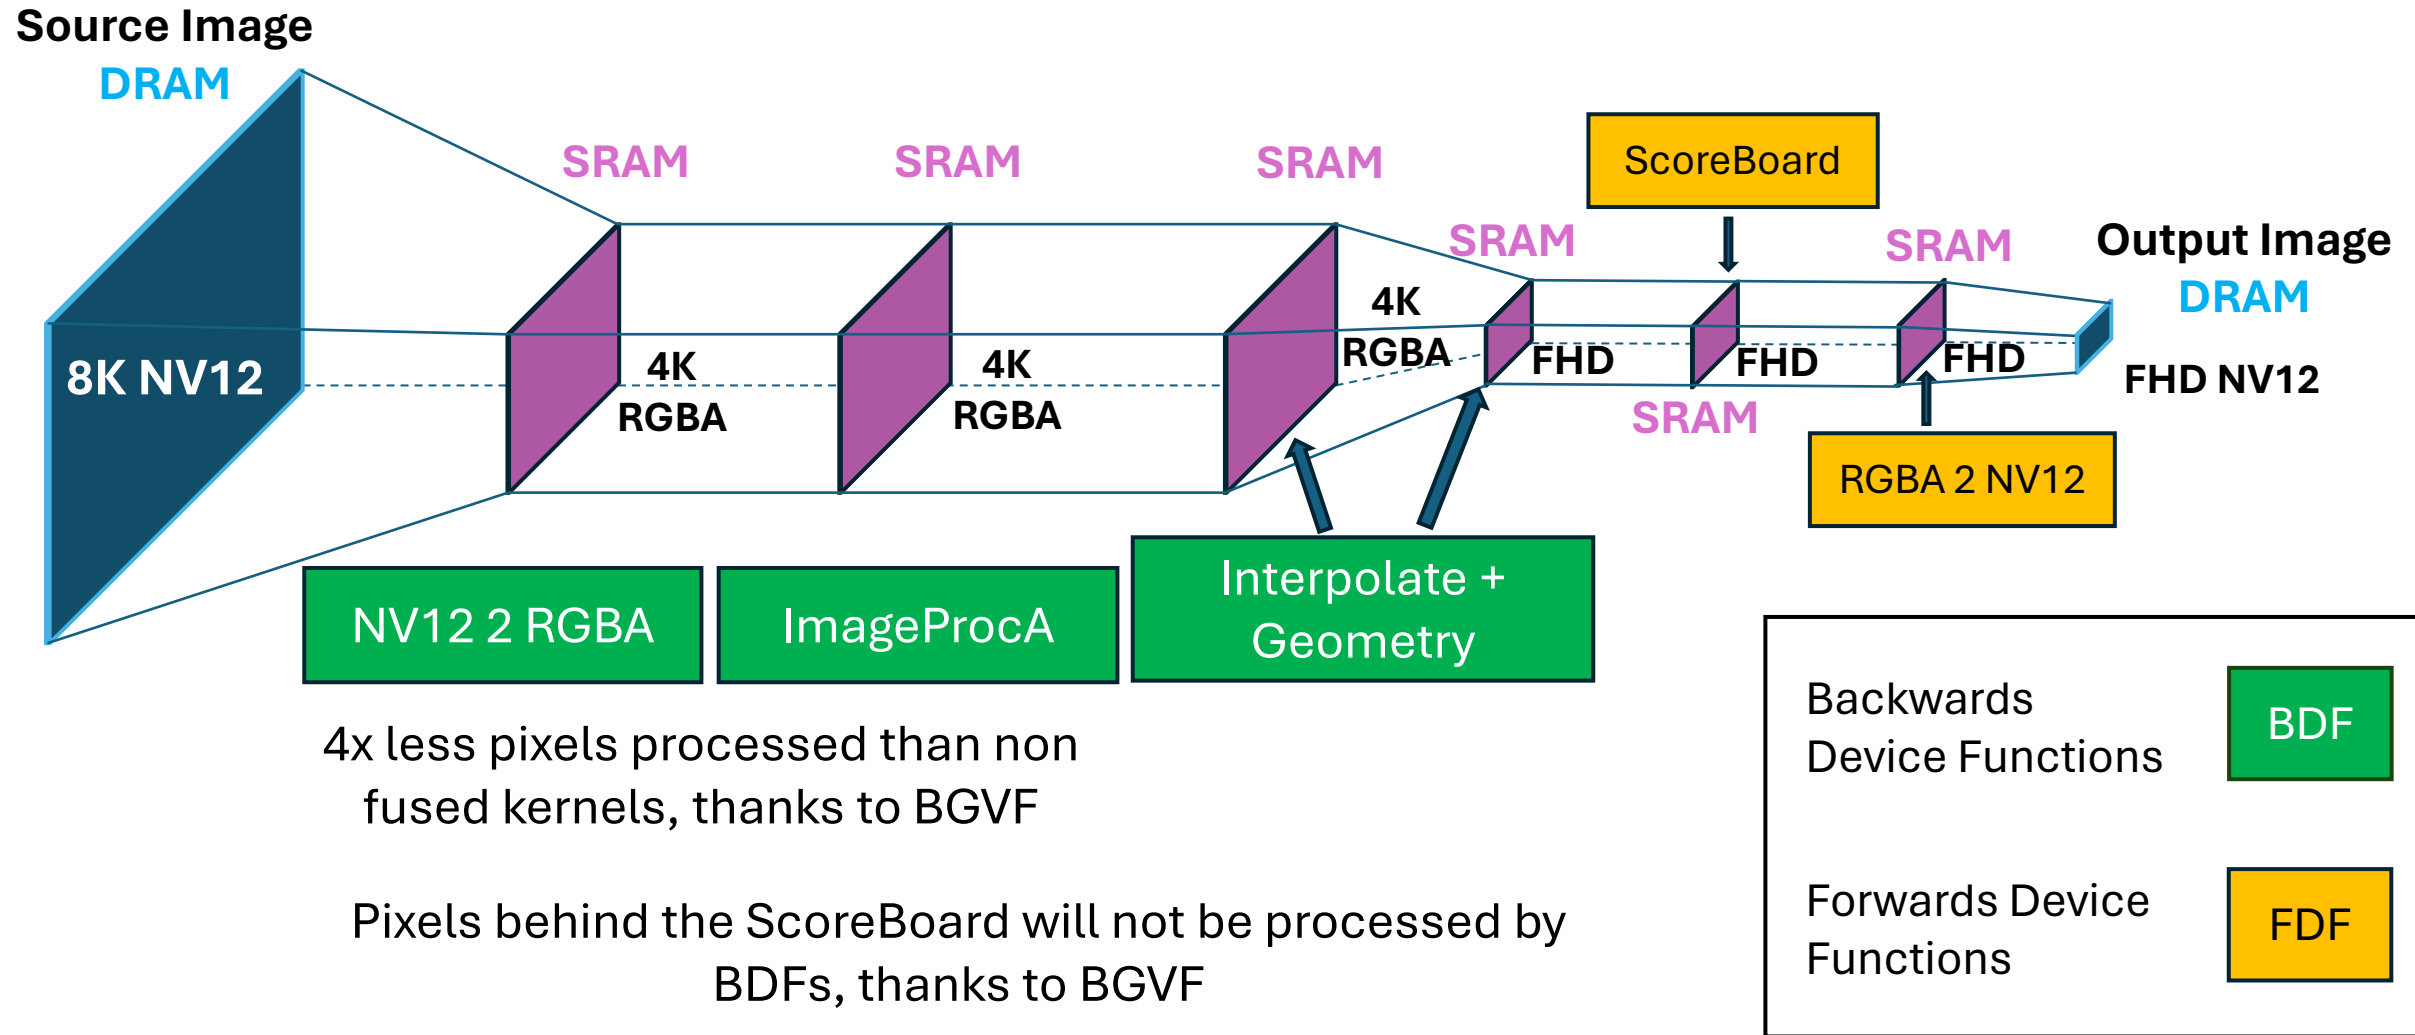 Source Image
DRAM
SRAM
SRAM
SRAM
SRAM
SRAM
SRAM
ScoreBoard
Output Image
DRAM
8K NV12
4K
RGBA
4K
RGBA
4K
RGBA
FHD
FHD
FHD
FHD NV12
RGBA 2 NV12
NV12 2 RGBA
ImageProcA
Interpolate +
Geometry
4x less pixels processed than non
fused kernels, thanks to BGVF
Pixels behind the ScoreBoard will not be processed by
BDFs, thanks to BGVF
Backwards
Device Functions
BDF
Forwards Device
Functions
FDF